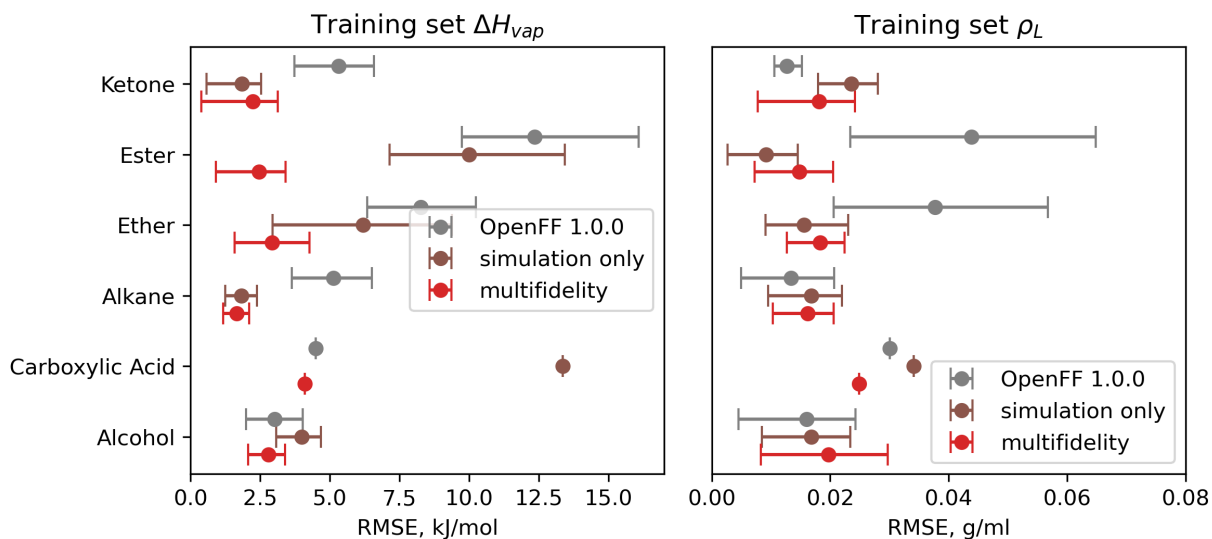 Training set ΔH_vap
Training set ρ_L
Ketone
Ester
Ether
Alkane
Carboxylic Acid
Alcohol
OpenFF 1.0.0
simulation only
multifidelity
OpenFF 1.0.0
simulation only
multifidelity
0.0 2.5 5.0 7.5 10.0 12.5 15.0
0.00 0.02 0.04 0.06 0.08
RMSE, kJ/mol
RMSE, g/ml